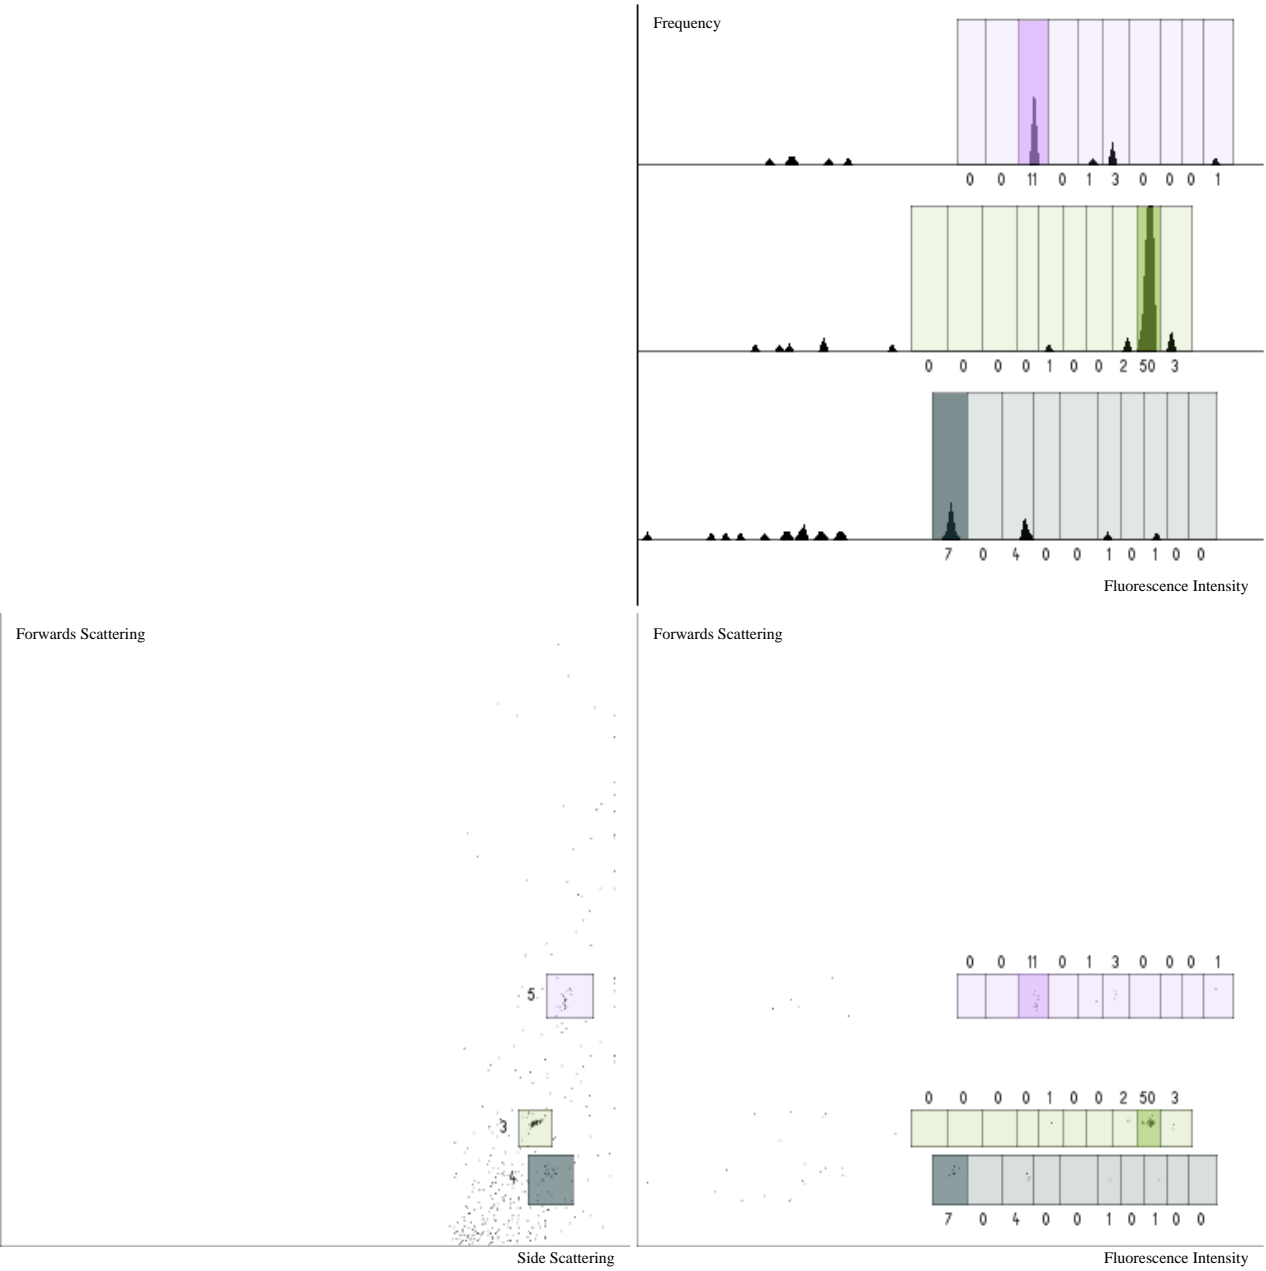 Frequency
0 0 11 0 1 3 0 0 0 1
0 0 0 0 1 0 0 2 50 3
7 0 4 0 0 1 0 1 0 0
Fluorescence Intensity
Forwards Scattering
5
3
4
Side Scattering
Forwards Scattering
0 0 11 0 1 3 0 0 0 1
0 0 0 0 1 0 0 2 50 3
7 0 4 0 0 1 0 1 0 0
Fluorescence Intensity